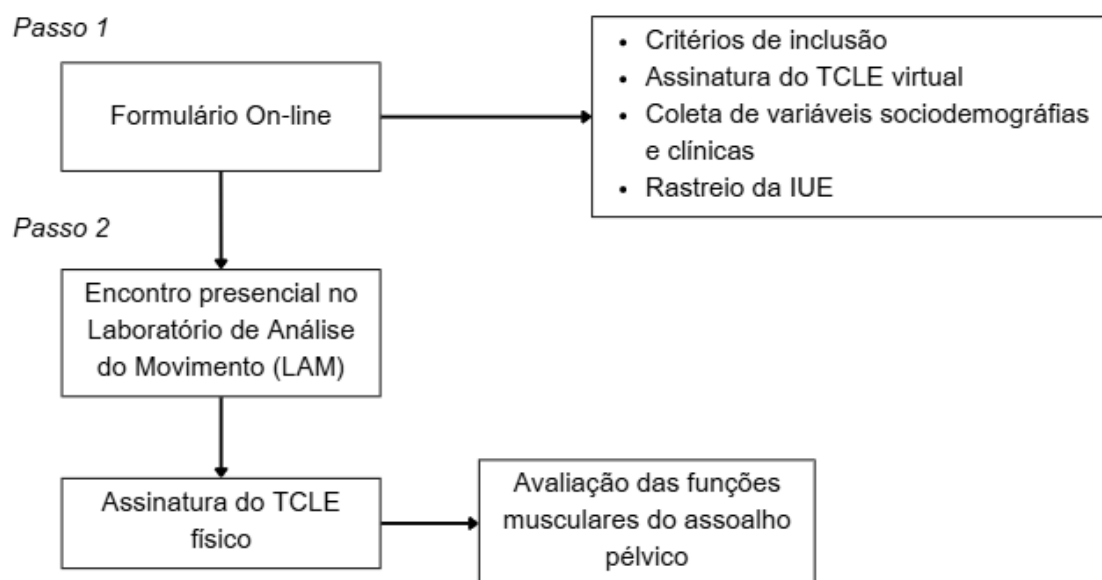 Passo 1
Formulário On-line
• Critérios de inclusão
• Assinatura do TCLE virtual
• Coleta de variáveis sociodemográfias
e clínicas
• Rastreio da IUE
Passo 2
Encontro presencial no
Laboratório de Análise
do Movimento (LAM)
Assinatura do TCLE
físico
Avaliação das funções
musculares do assoalho
pélvico